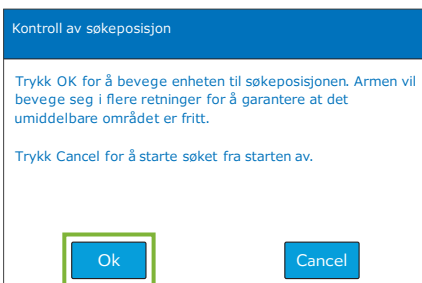 Kontroll av søkeposisjon
Trykk OK for å bevege enheten til søkeposisjonen. Armen vil
bevege seg i flere retninger for å garantere at det
umiddelbare området er fritt.
Trykk Cancel for å starte søket fra starten av.
Ok
Cancel